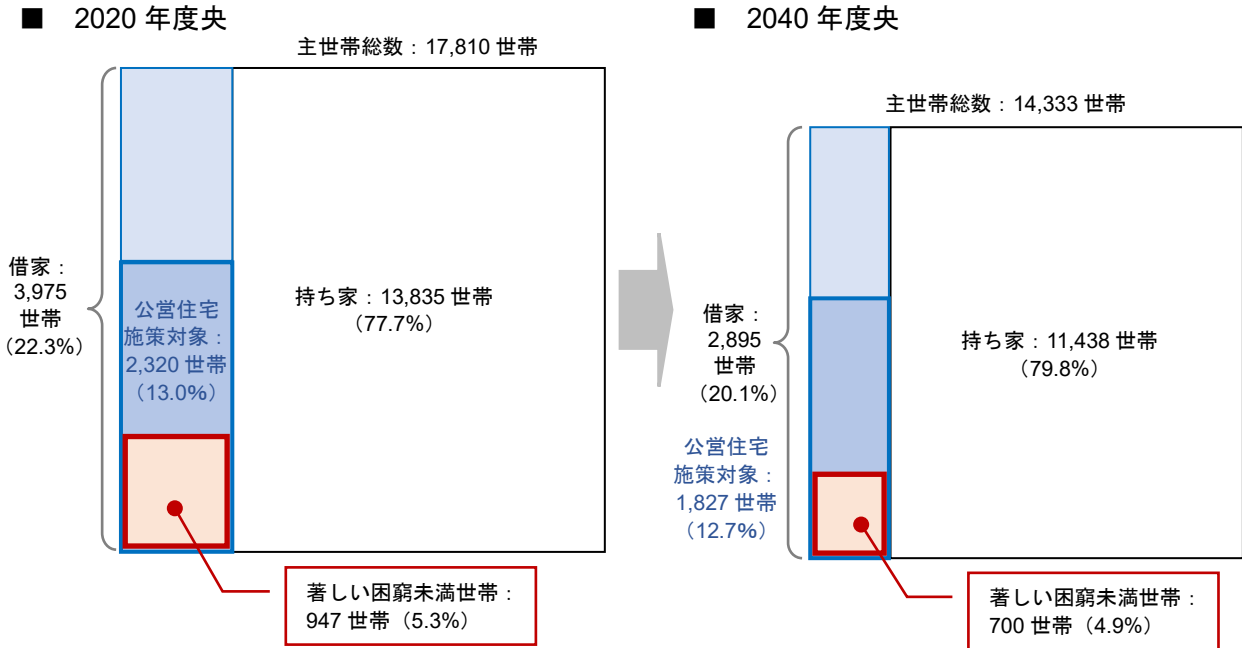 ■ 2020 年度央
主世帯総数：17,810 世帯
借家：
3,975
世帯
（22.3%）
公営住宅
施策対象：
2,320 世帯
（13.0%）
持ち家：13,835 世帯
（77.7%）
著しい困窮未満世帯：
947 世帯（5.3%）
■ 2040 年度央
主世帯総数：14,333 世帯
借家：
2,895
世帯
（20.1%）
公営住宅
施策対象：
1,827 世帯
（12.7%）
持ち家：11,438 世帯
（79.8%）
著しい困窮未満世帯：
700 世帯（4.9%）